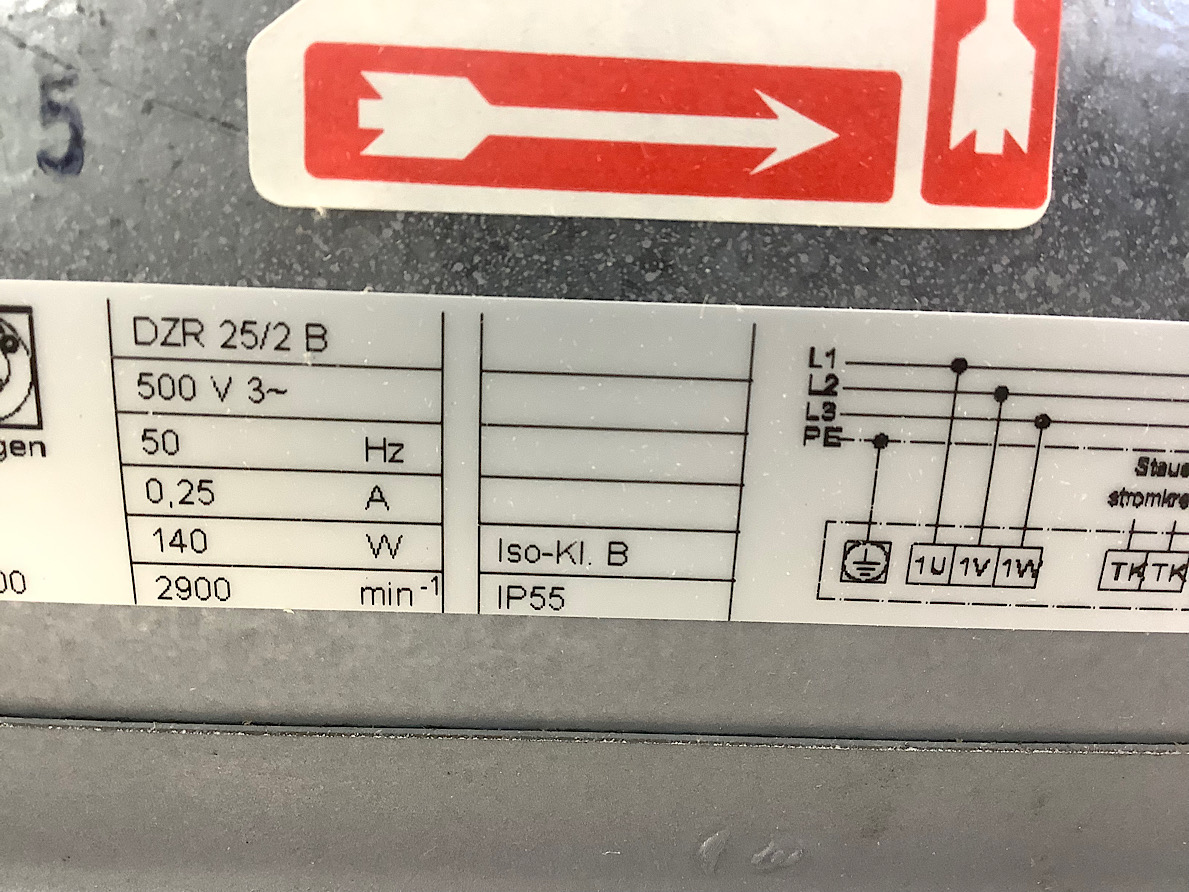 5
DZR 25/2 B
500 V 3~
50 Hz
0,25 A
140 W
2900 min-1
Iso-Kl. B
IP55
gen
00
L1
L2
L3
PE
1U 1V 1W
TK TK